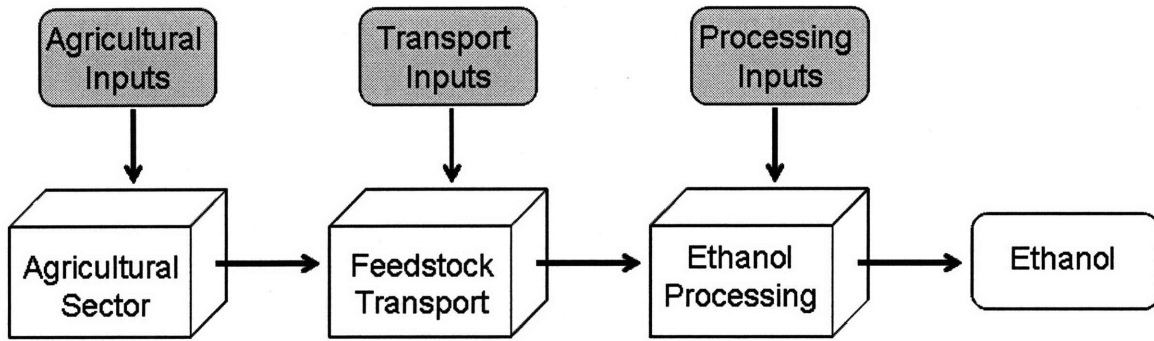 Agricultural
Inputs
Transport
Inputs
Processing
Inputs
Agricultural
Sector
Feedstock
Transport
Ethanol
Processing
Ethanol